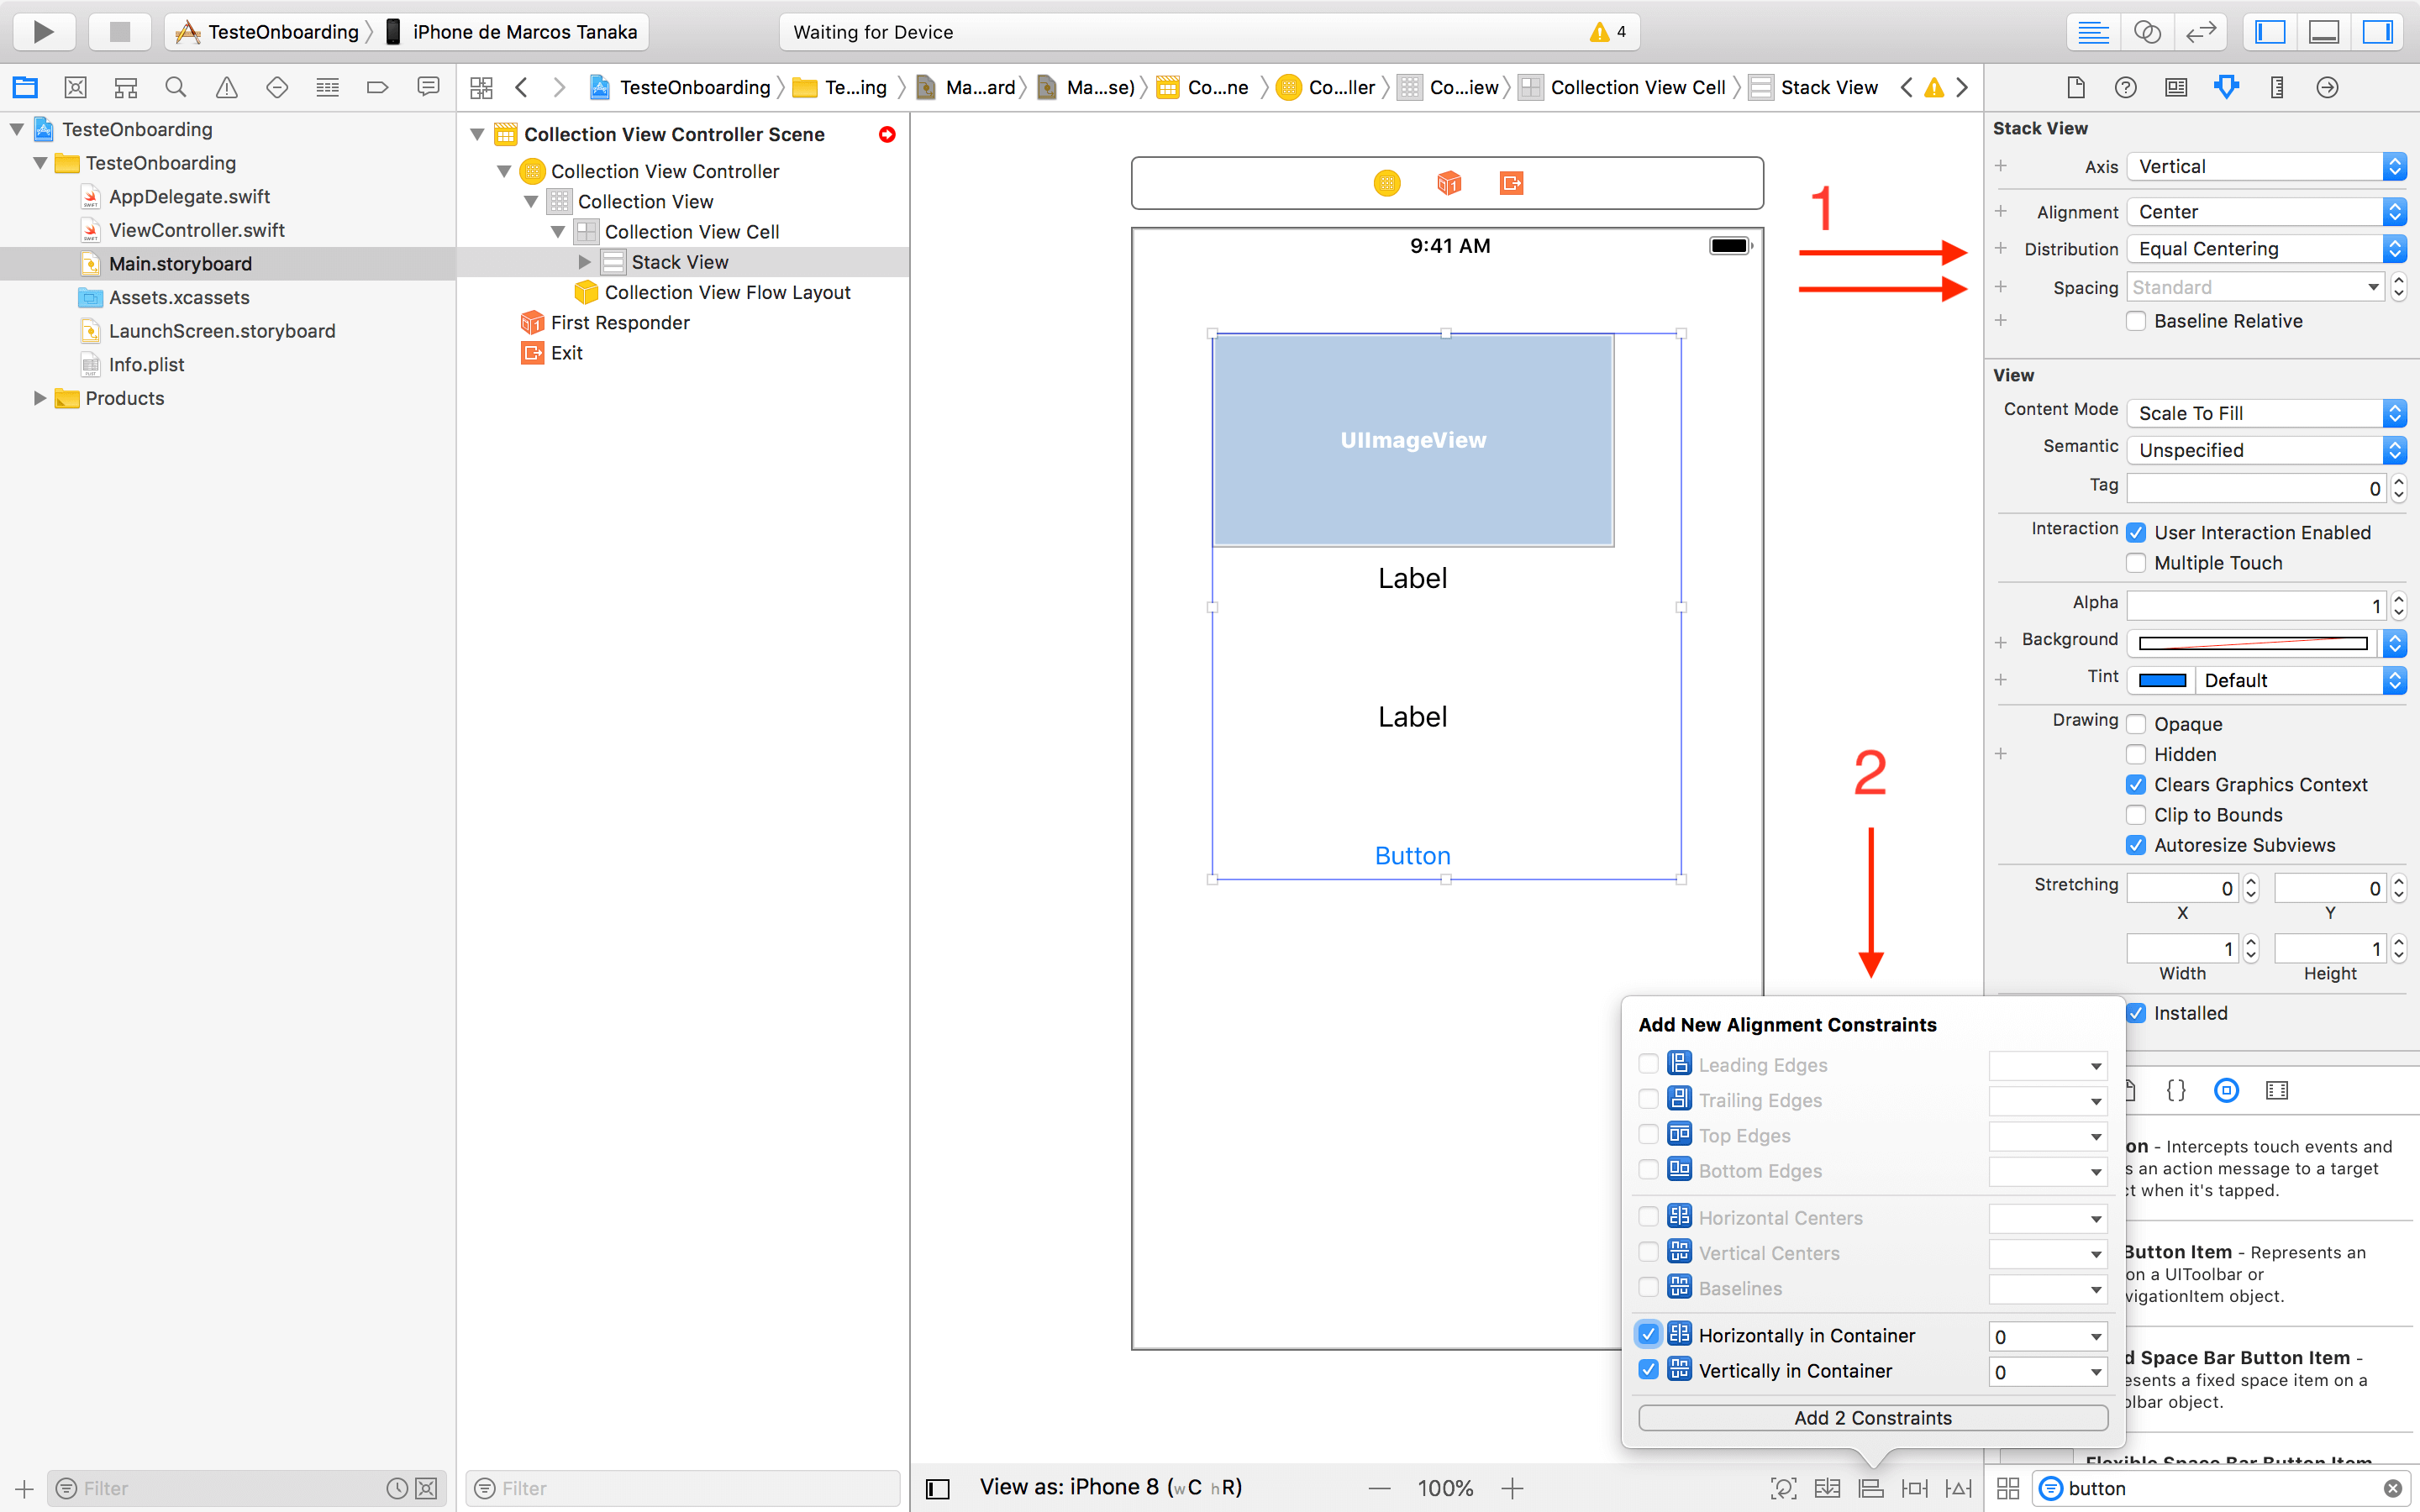 TesteOnboarding
iPhone de Marcos Tanaka
Waiting for Device
4
TesteOnboarding
Te...ing
Ma...ard
Ma...se)
Co...ne
Co...ller
Co...iew
Collection View Cell
Stack View
TesteOnboarding
TesteOnboarding
AppDelegate.swift
ViewController.swift
Main.storyboard
Assets.xcassets
LaunchScreen.storyboard
Info.plist
Products
Filter
Collection View Controller Scene
Collection View Controller
Collection View
Collection View Cell
Stack View
Collection View Flow Layout
First Responder
Exit
Filter
9:41 AM
UIImageView
Label
Label
Button
1
2
View as: iPhone 8 (wC hR)
100%
Add New Alignment Constraints
Leading Edges
Trailing Edges
Top Edges
Bottom Edges
Horizontal Centers
Vertical Centers
Baselines
Horizontally in Container 0
Vertically in Container 0
Add 2 Constraints
Stack View
Axis Vertical
Alignment Center
Distribution Equal Centering
Spacing Standard
Baseline Relative
View
Content Mode Scale To Fill
Semantic Unspecified
Tag 0
Interaction User Interaction Enabled
Multiple Touch
Alpha 1
Background
Tint Default
Drawing Opaque
Hidden
Clears Graphics Context
Clip to Bounds
Autoresize Subviews
Stretching 0 0
X Y
1 1
Width Height
Installed
{}
on - Intercepts touch events and
s an action message to a target
ct when it's tapped.
Button Item - Represents an
on a UIToolbar or
vigationItem object.
d Space Bar Button Item -
esents a fixed space item on a
olbar object.
Flexible Space Bar Button Item
button